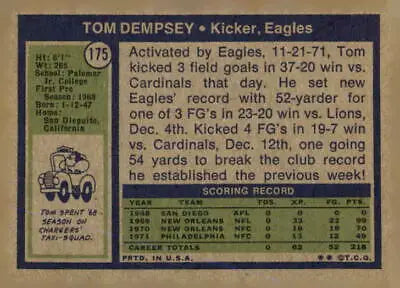 TOM DEMPSEY • Kicker, Eagles
175
Ht: 6'1"
Wt: 265
School: Palomar
Jr. College
First Pro
Season: 1968
Born: 1-12-47
Home:
San Dieguito,
California
TOM SPENT '68
SEASON ON
CHARGERS'
TAXI-SQUAD.
Activated by Eagles, 11-21-71, Tom
kicked 3 field goals in 37-20 win vs.
Cardinals that day. He set new
Eagles' record with 52-yarder for
one of 3 FG's in 23-20 win vs. Lions,
Dec. 4th. Kicked 4 FG's in 19-7 win
vs. Cardinals, Dec. 12th, one going
54 yards to break the club record
he established the previous week!
SCORING RECORD
YEAR TEAM TDS. XP. FG. PTS.
1968 SAN DIEGO AFL 0 0 0 0
1969 NEW ORLEANS NFL 0 33 22 99
1970 NEW ORLEANS NFC 0 16 18 70
1971 PHILADELPHIA NFC 0 13 12 49
CAREER TOTALS 0 62 52 218
PRTD. IN U.S.A. ** © T.C.G.